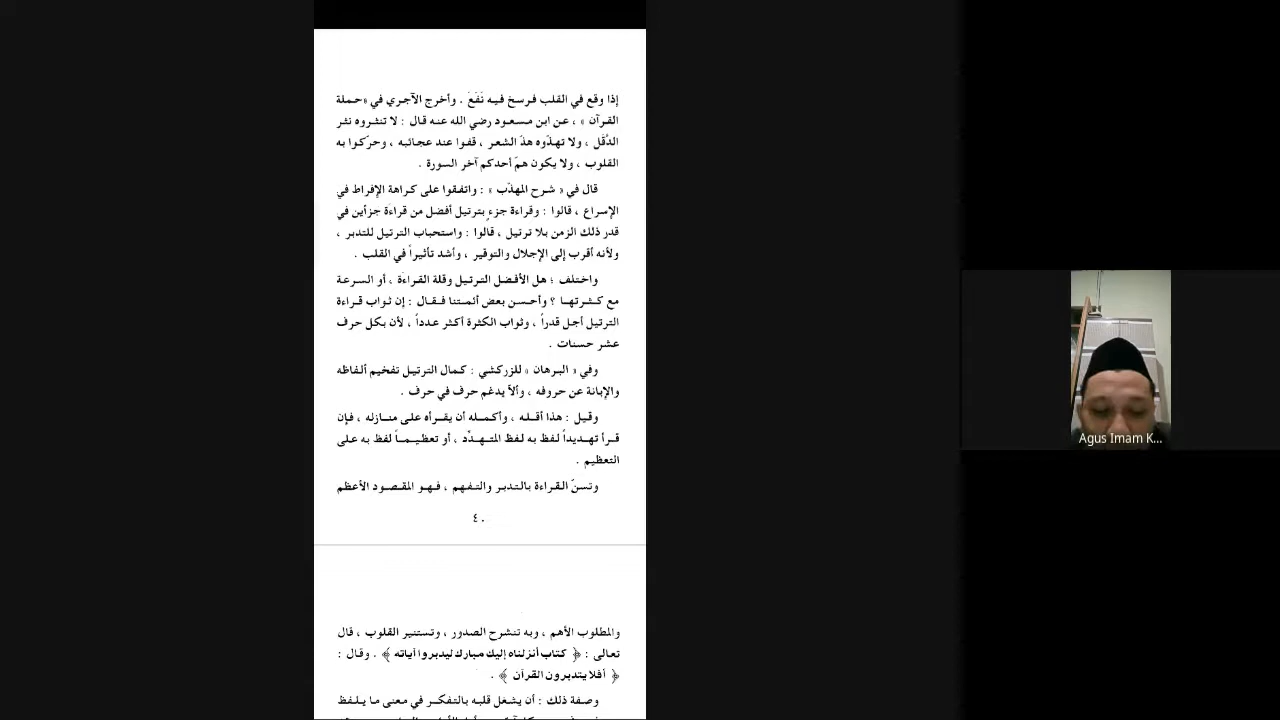 إذا وقع في القلب فرسخ فيه نَفَعَ . وأخرج الآجري في «حملة
القرآن » ، عن ابن مسعود رضي الله عنه قال : لا تنثروه نثر
الدَّقَل ، ولا تهذّوه هذّ الشعر ، قفوا عند عجائبه ، وحرّكوا به
القلوب ، ولا يكون همّ أحدكم آخر السورة .
قال في « شرح المهذّب » : واتفقوا على كراهة الإفراط في
الإسراع ، قالوا : وقراءة جزءٍ بترتيل أفضل من قراءة جزأين في
قدر ذلك الزمن بلا ترتيل ، قالوا : واستحباب الترتيل للتدبر ،
ولأنه أقرب إلى الإجلال والتوقير ، وأشد تأثيراً في القلب .
واختلف ؛ هل الأفضل الترتيل وقلة القراءة ، أو السرعة
مع كثرتها ؟ وأحسن بعض أئمتنا فقال : إن ثواب قراءة
الترتيل أجل قدراً ، وثواب الكثرة أكثر عدداً ، لأن بكل حرف
عشر حسنات .
وفي « البرهان » للزركشي : كمال الترتيل تفخيم ألفاظه
والإبانة عن حروفه ، وألاّ يدغم حرف في حرف .
وقيل : هذا أقله ، وأكمله أن يقرأه على منازله ، فإن
قرأ تهديداً لفظ به لفظ المتهدِّد ، أو تعظيماً لفظ به على
التعظيم .
وتسنّ القراءة بالتدبر والتفهم ، فهو المقصود الأعظم
٤٠
والمطلوب الأهم ، وبه تنشرح الصدور ، وتستنير القلوب ، قال
تعالى : ﴿ كتاب أنزلناه إليك مبارك ليدبروا آياته ﴾ . وقال :
﴿ أفلا يتدبرون القرآن ﴾ .
وصفة ذلك : أن يشغل قلبه بالتفكر في معنى ما يلفظ
Agus Imam K...